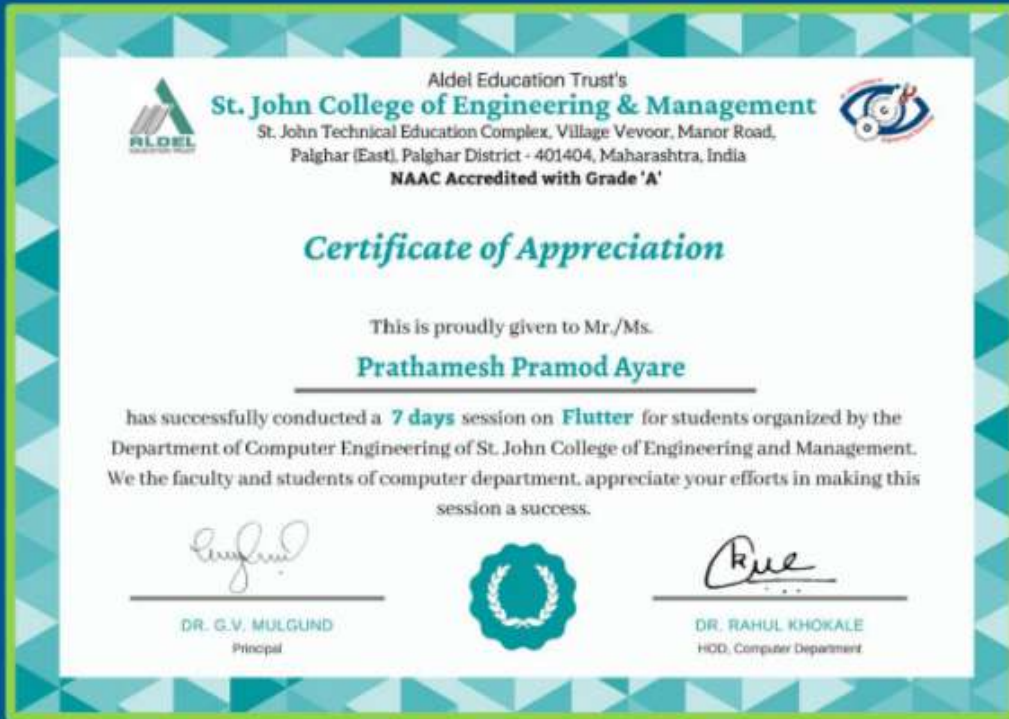 Aldel Education Trust's
St. John College of Engineering & Management
St. John Technical Education Complex, Village Vevoor, Manor Road,
Palghar (East), Palghar District - 401404, Maharashtra, India
NAAC Accredited with Grade 'A'
ALDEL
EDUCATION TRUST
Certificate of Appreciation
This is proudly given to Mr./Ms.
Prathamesh Pramod Ayare
has successfully conducted a 7 days session on Flutter for students organized by the
Department of Computer Engineering of St. John College of Engineering and Management.
We the faculty and students of computer department, appreciate your efforts in making this
session a success.
DR. G.V. MULGUND
Principal
DR. RAHUL KHOKALE
HOD, Computer Department